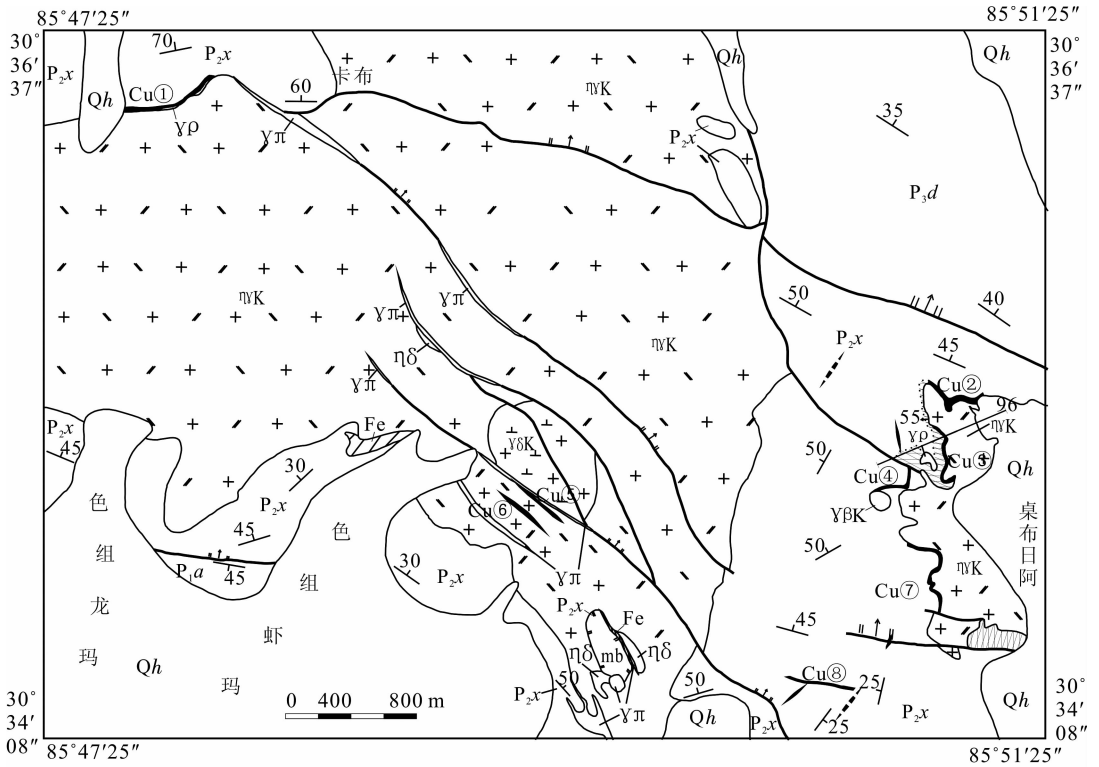 85°47′25″
85°51′25″
30°
36′
37″
30°
36′
37″
70
P₂x
P₂x
Qh
Cu①
γρ
60
卡布
γπ
ηγK
Qh
Qh
P₂x
35
P₃d
ηγK
γπ
γπ
ηδ
γπ
ηγK
50
40
P₂x
45
Cu②
96
55
γρ
ηγK
Cu③
Qh
P₂x
45
Fe
30
P₂x
γδK
Cu⑤
Cu⑥
50
Cu④
γβK
50
桌布日阿
色组龙玛
45
P₁a
45
色组虾玛
30
P₂x
γπ
Cu⑦
ηγK
P₂x
Fe
ηδ
mb
ηδ
45
Qh
50
P₂x
γπ
50
Qh
P₂x
Cu⑧
25
25
P₂x
Qh
0 400 800 m
30°
34′
08″
30°
34′
08″
85°47′25″
85°51′25″